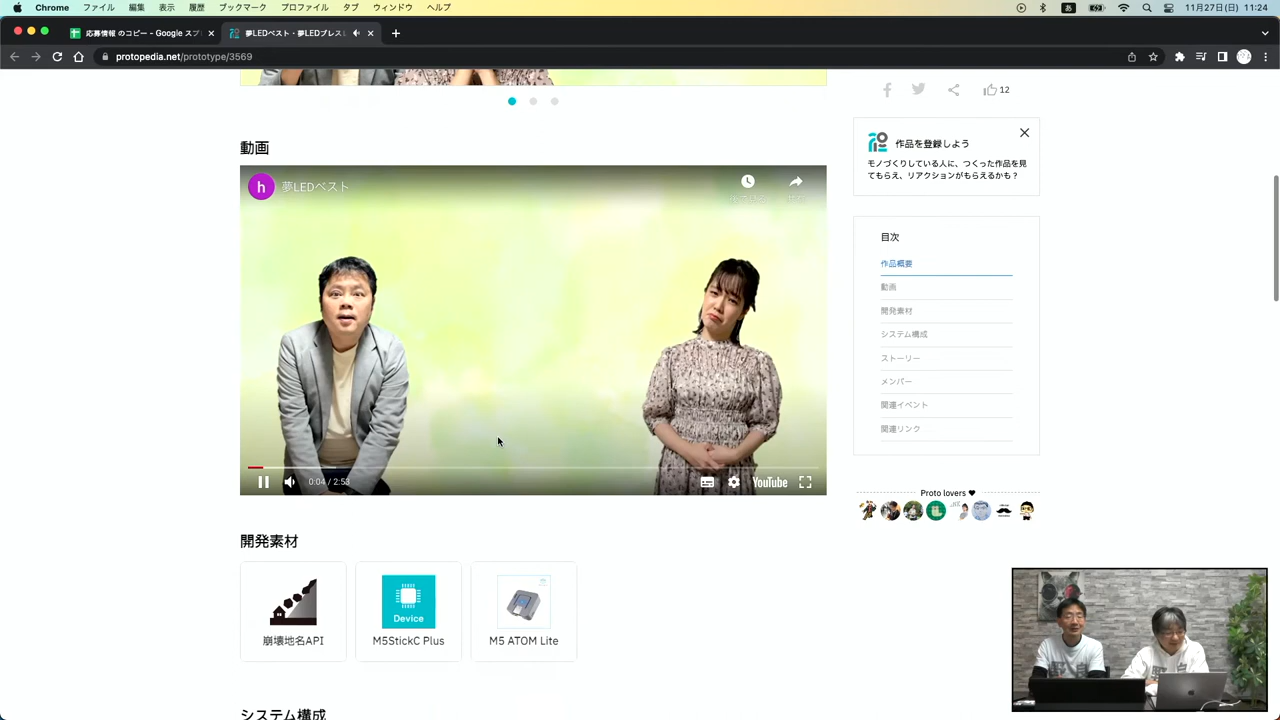 Chrome ファイル 編集 表示 履歴 ブックマーク プロファイル タブ ウィンドウ ヘルプ
あ 11月27日(日) 11:24
応募情報 のコピー - Google スプ
夢LEDベスト・夢LEDブレス
protopedia.net/prototype/3569
12
動画
作品を登録しよう
モノづくりしている人に、つくった作品を見
てもらえ、リアクションがもらえるかも？
h 夢LEDベスト
目次
作品概要
動画
開発素材
システム構成
ストーリー
メンバー
関連イベント
関連リンク
0:04 / 2:53
YouTube
Proto lovers
開発素材
Device
崩壊地名API
M5StickC Plus
M5 ATOM Lite
システム構成